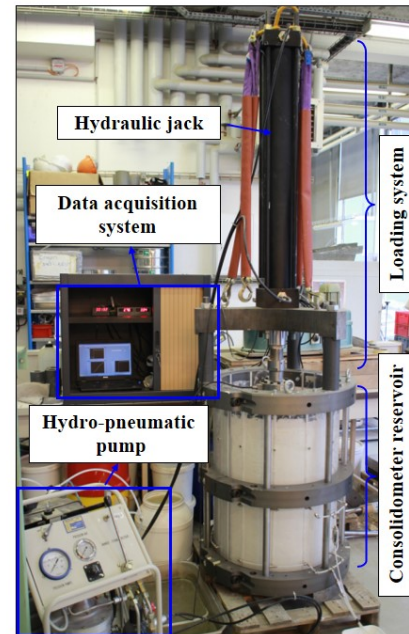 Hydraulic jack
Data acquisition
system
Hydro-pneumatic
pump
Loading system
Consolidometer reservoir